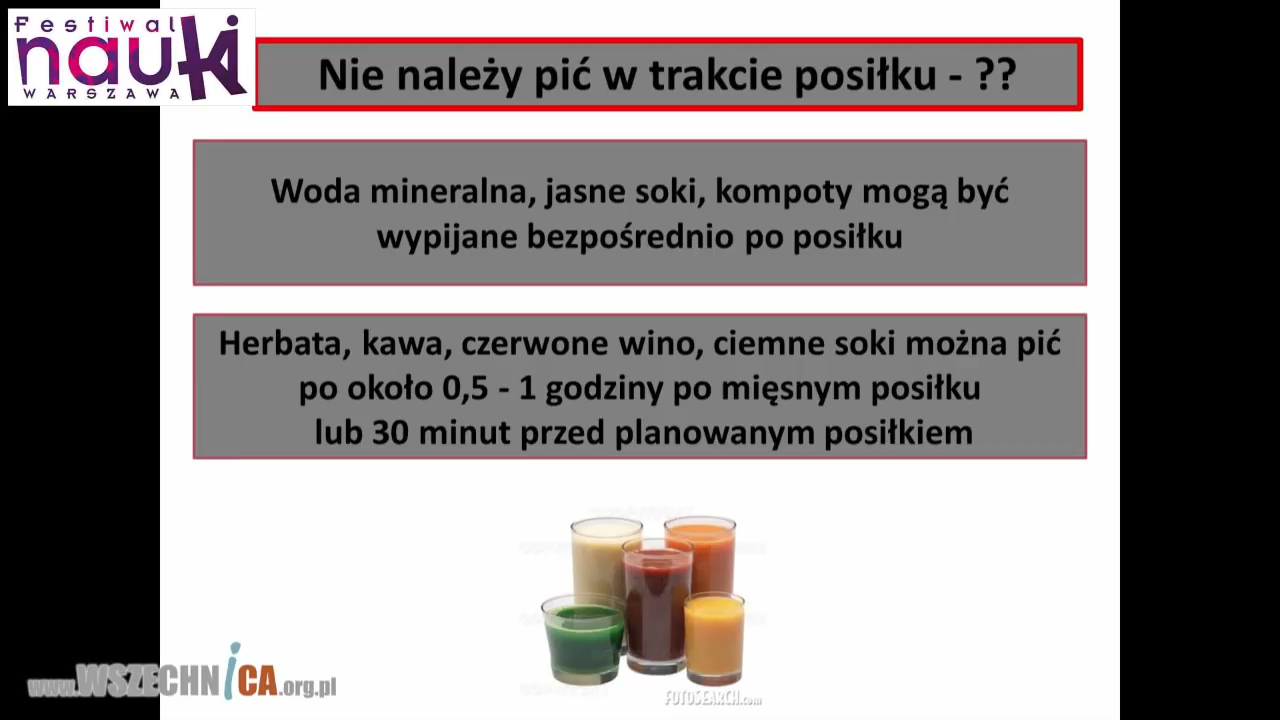 Festiwal
nauki
WARSZAWA
Nie należy pić w trakcie posiłku - ??
Woda mineralna, jasne soki, kompoty mogą być
wypijane bezpośrednio po posiłku
Herbata, kawa, czerwone wino, ciemne soki można pić
po około 0,5 - 1 godziny po mięsnym posiłku
lub 30 minut przed planowanym posiłkiem
FOTOSEARCH.com
www.WSZECHNiCA.org.pl